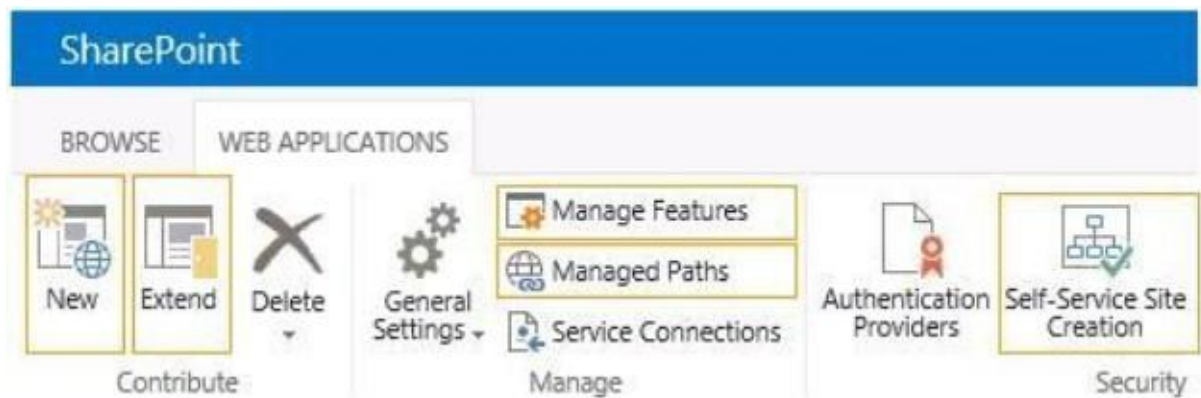 SharePoint
BROWSE WEB APPLICATIONS
New Extend Delete
General
Settings
Manage Features
Managed Paths
Service Connections
Authentication
Providers
Self-Service Site
Creation
Contribute Manage Security